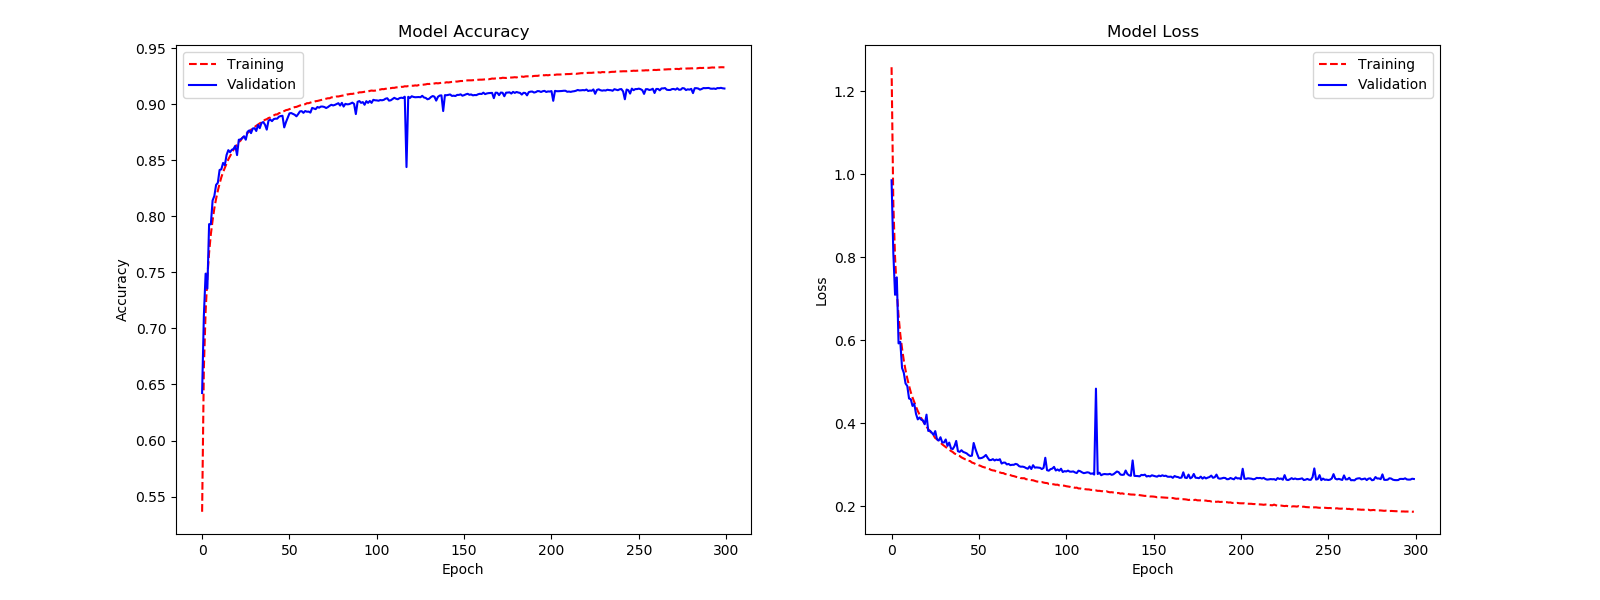 Model Accuracy
0.95
0.90
0.85
0.80
0.75
0.70
0.65
0.60
0.55
Accuracy
Training
Validation
0 50 100 150 200 250 300
Epoch
Model Loss
1.2
1.0
0.8
0.6
0.4
0.2
Loss
Training
Validation
0 50 100 150 200 250 300
Epoch